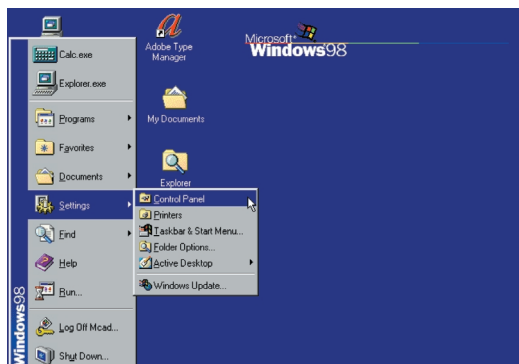 Adobe Type
Manager
Microsoft
Windows98
My Documents
Explorer
Calc.exe
Explorer.exe
Programs
Favorites
Documents
Settings
Find
Help
Run...
Log Off Mcad...
Shut Down...
Windows98
Control Panel
Printers
Taskbar & Start Menu...
Folder Options...
Active Desktop
Windows Update...